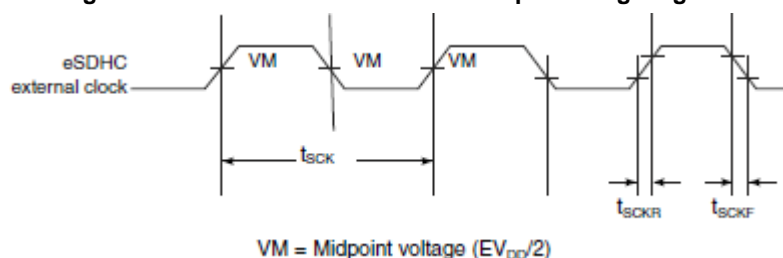 eSDHC
external clock
VM VM VM
tSCK
tSCKR tSCKF
VM = Midpoint voltage (EVDD/2)